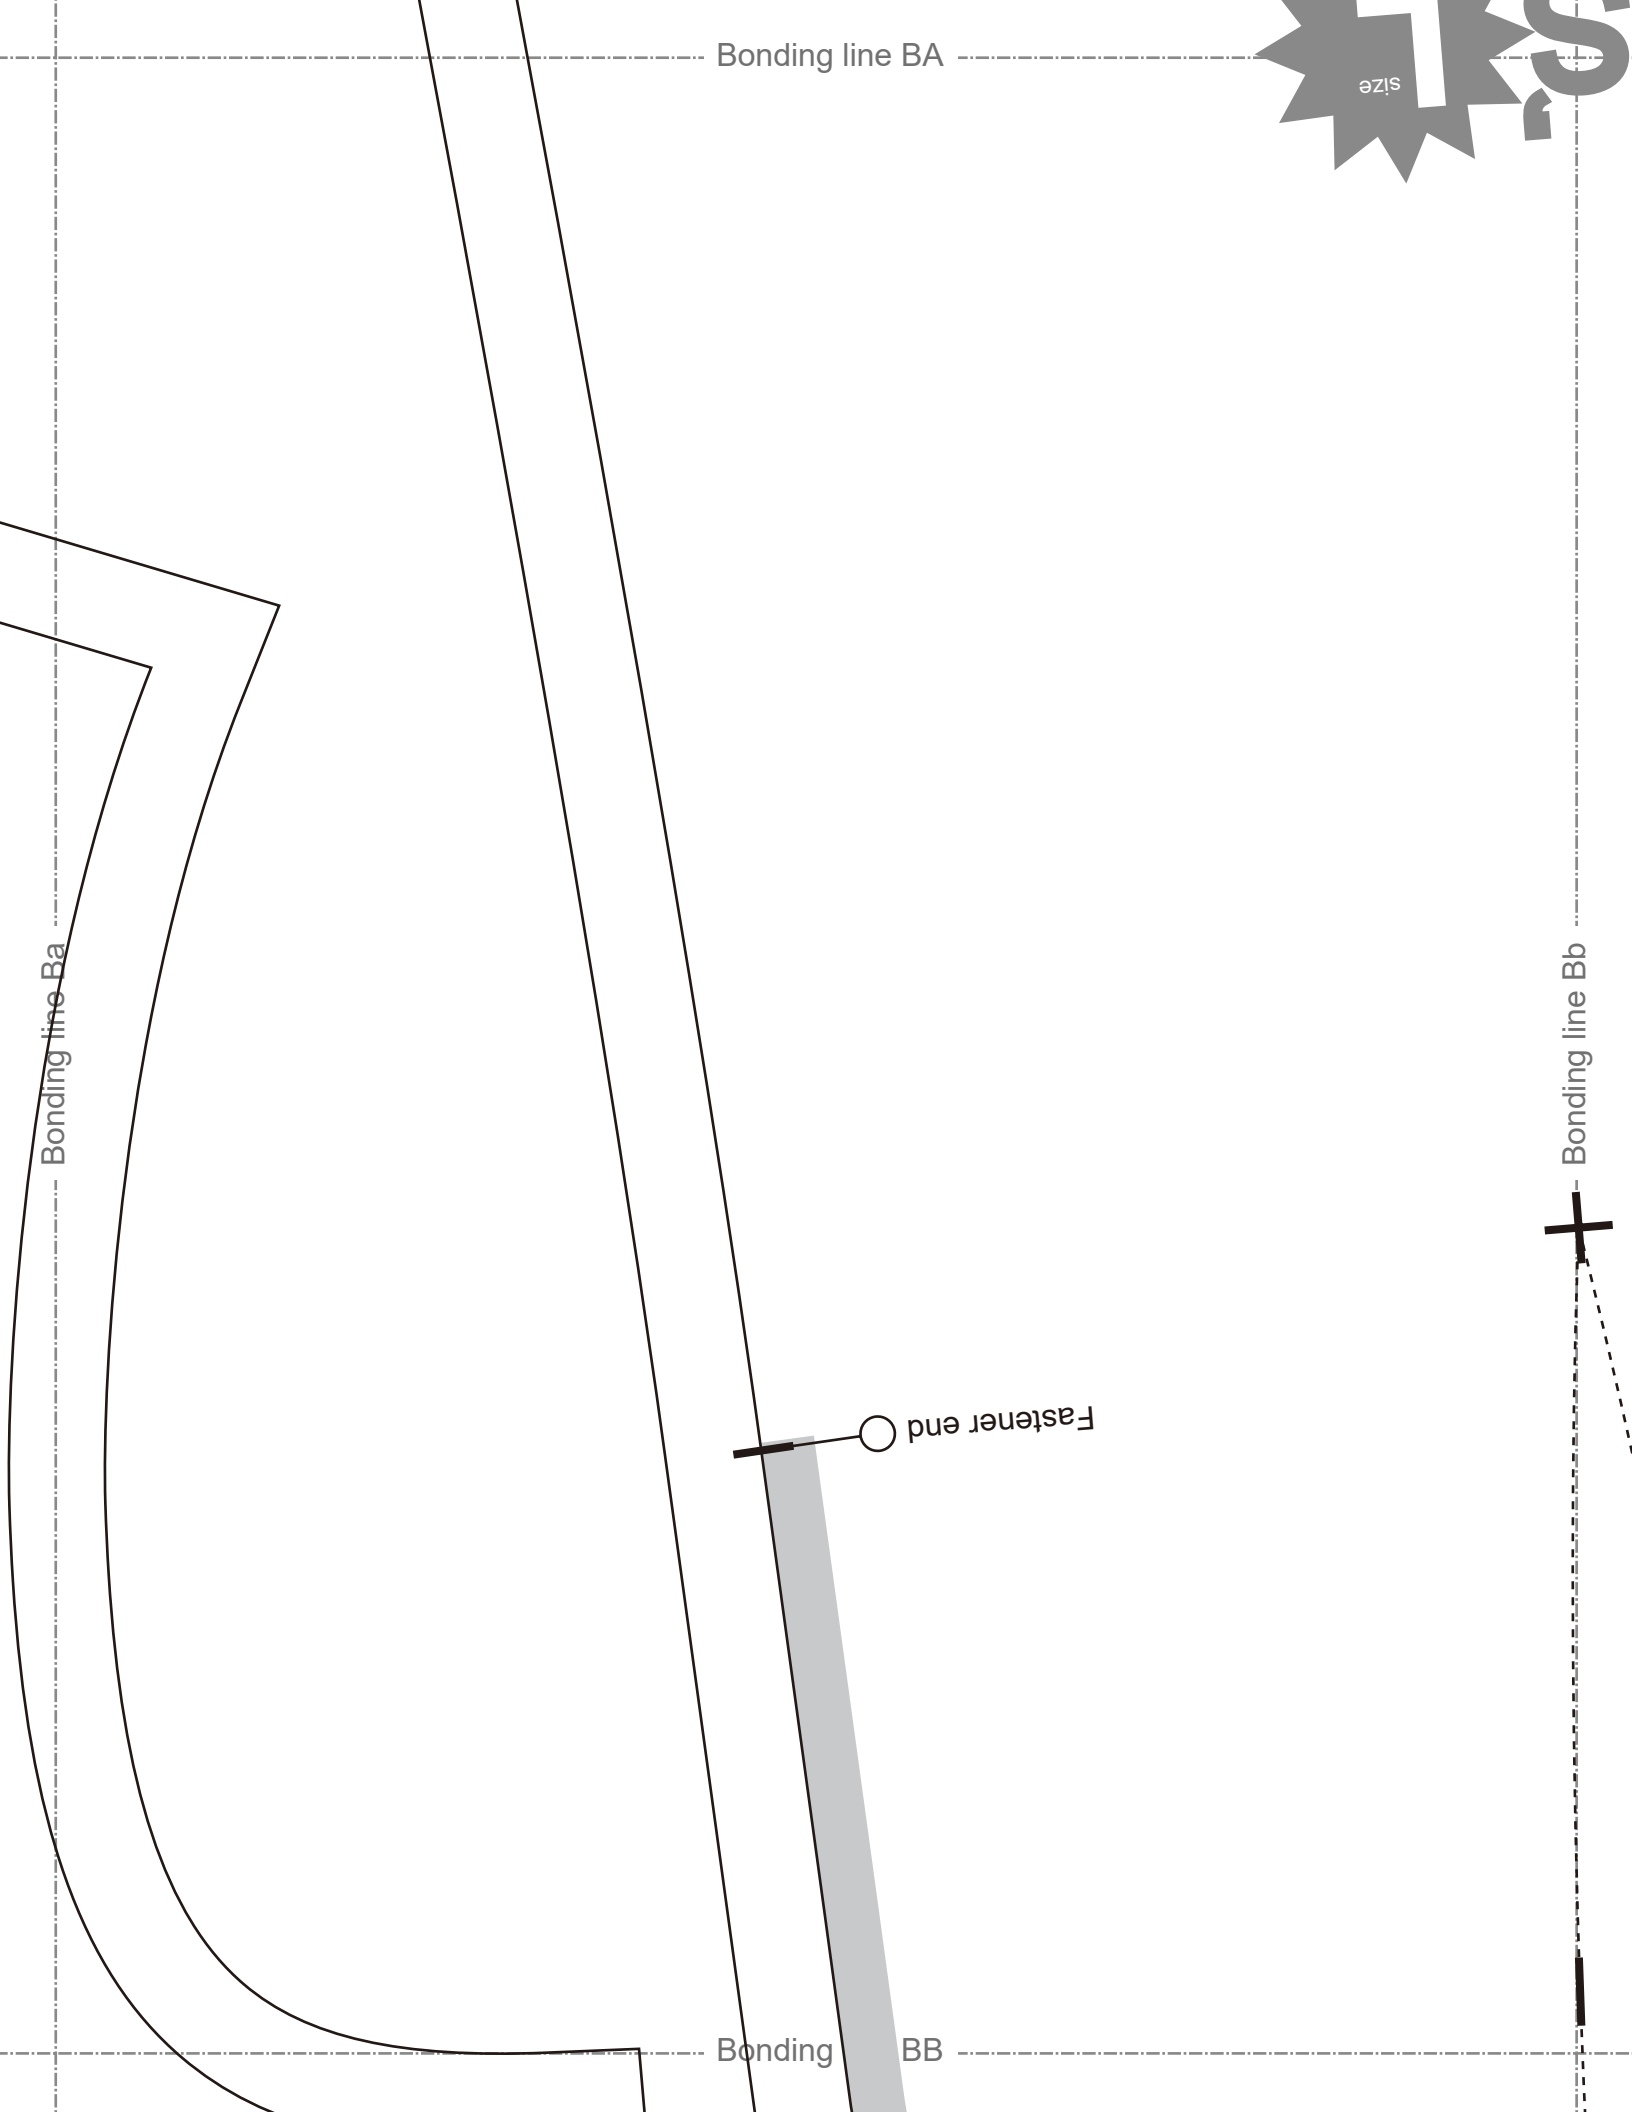 Bonding line BA
size
Bonding line Ba
Bonding line Bb
Fastener end
Bonding BB